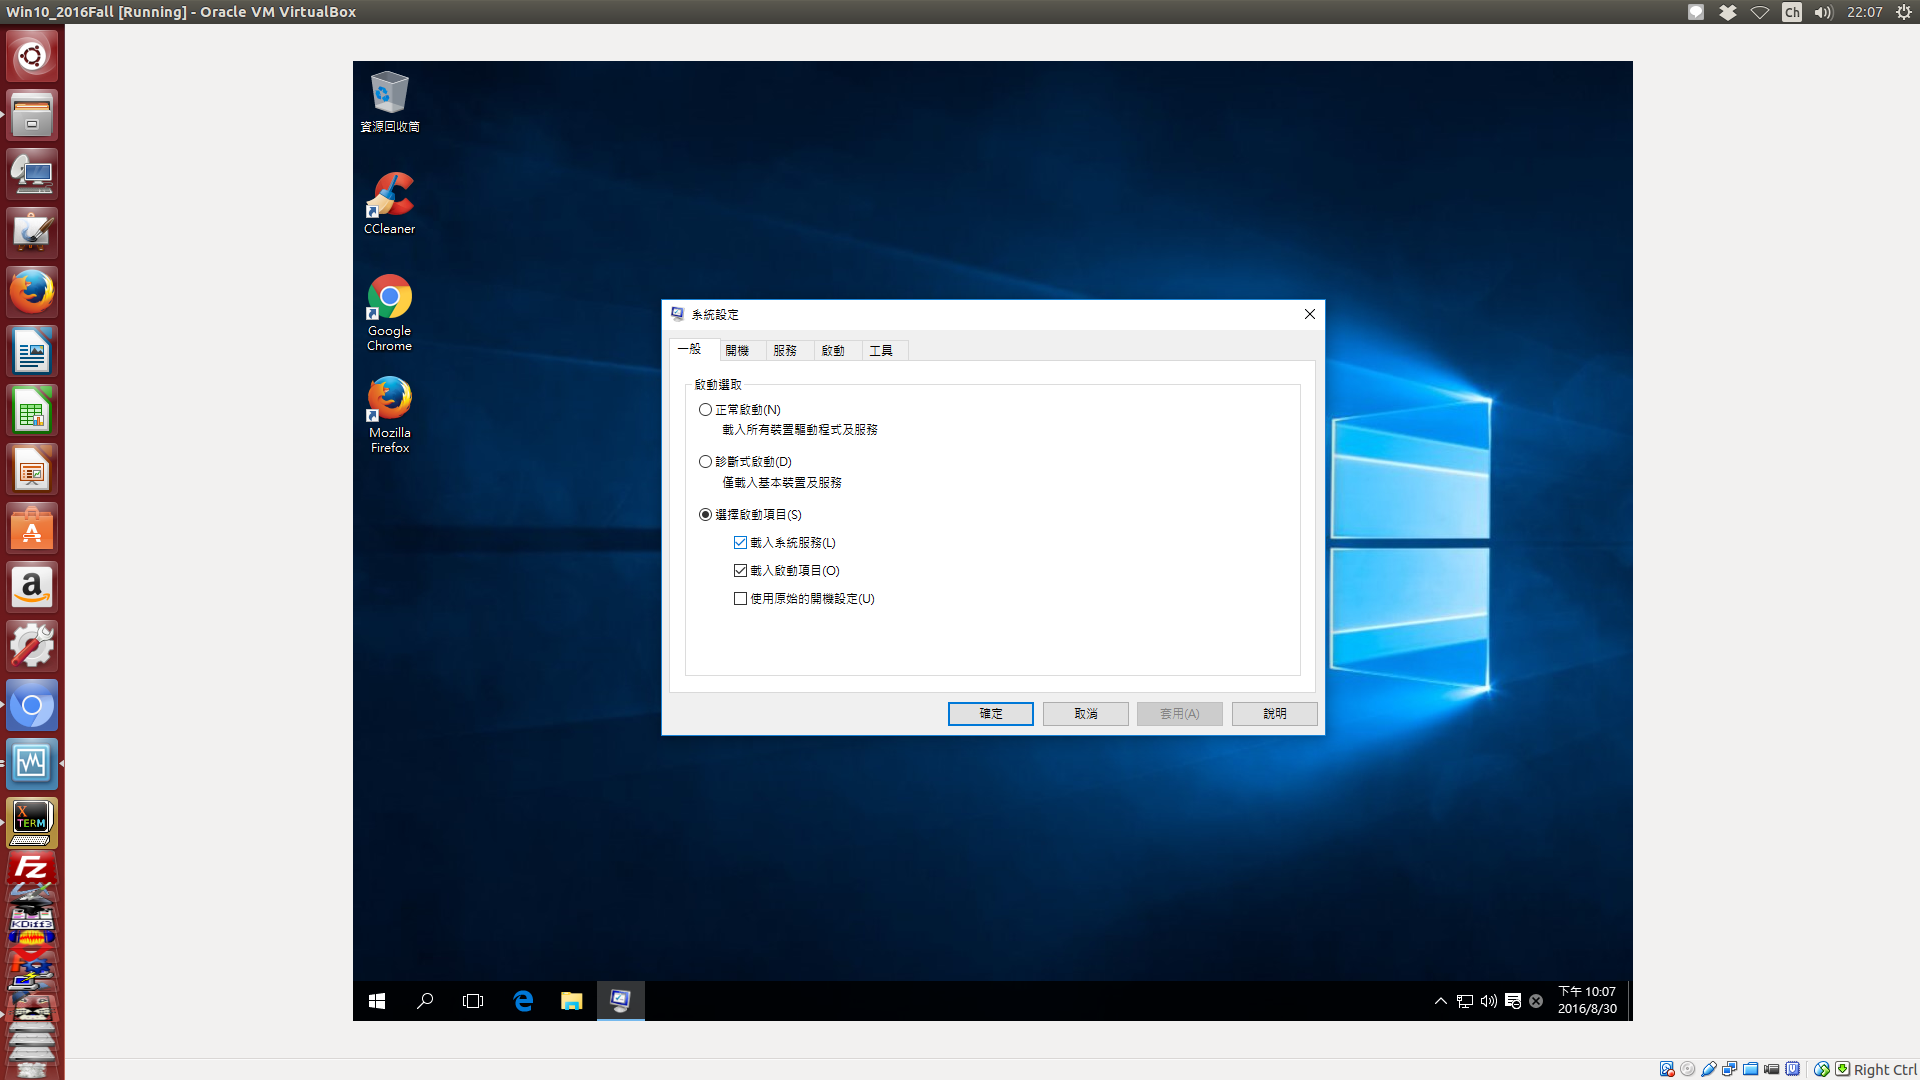 Win10_2016Fall [Running] - Oracle VM VirtualBox
Ch
22:07
資源回收筒
CCleaner
Google
Chrome
Mozilla
Firefox
系統設定
一般
開機
服務
啟動
工具
啟動選取
正常啟動(N)
載入所有裝置驅動程式及服務
診斷式啟動(D)
僅載入基本裝置及服務
選擇啟動項目(S)
載入系統服務(L)
載入啟動項目(O)
使用原始的開機設定(U)
確定
取消
套用(A)
說明
A
a
X
TERM
Fz
KDiff3
下午 10:07
2016/8/30
Right Ctrl